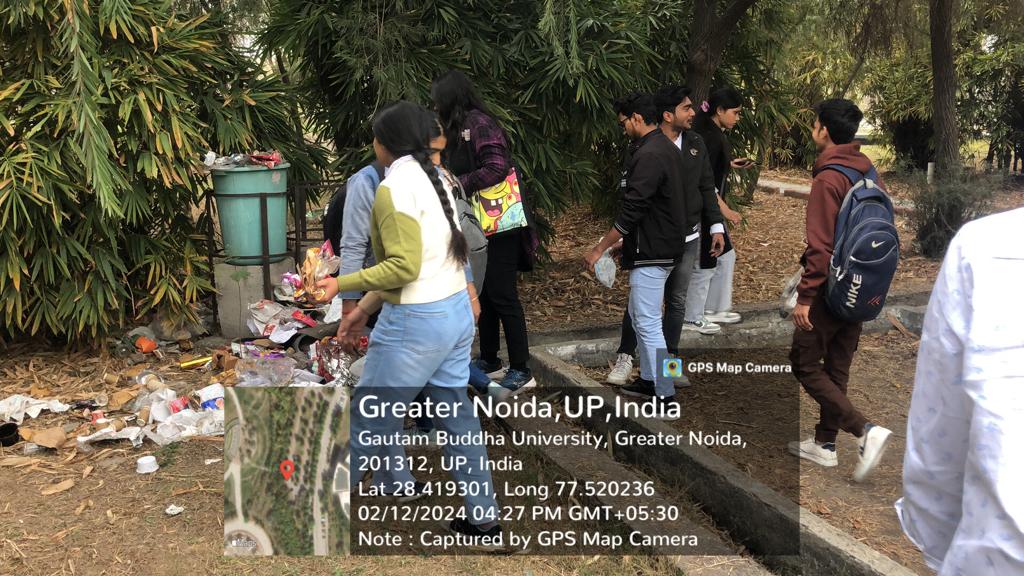 NIKE
GPS Map Camera
Greater Noida,UP,India
Gautam Buddha University, Greater Noida,
201312, UP, India
Lat 28.419301, Long 77.520236
02/12/2024 04:27 PM GMT+05:30
Note : Captured by GPS Map Camera
Maps